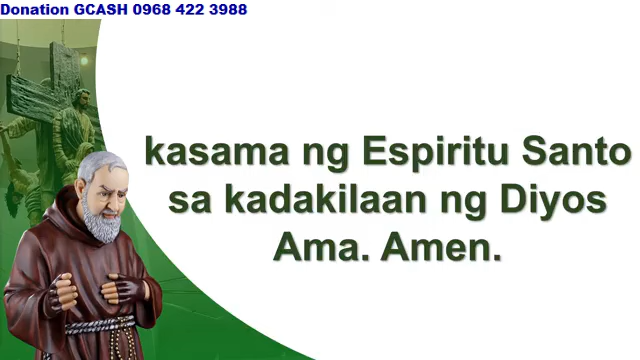 Donation GCASH 0968 422 3988
kasama ng Espiritu Santo
sa kadakilaan ng Diyos
Ama. Amen.